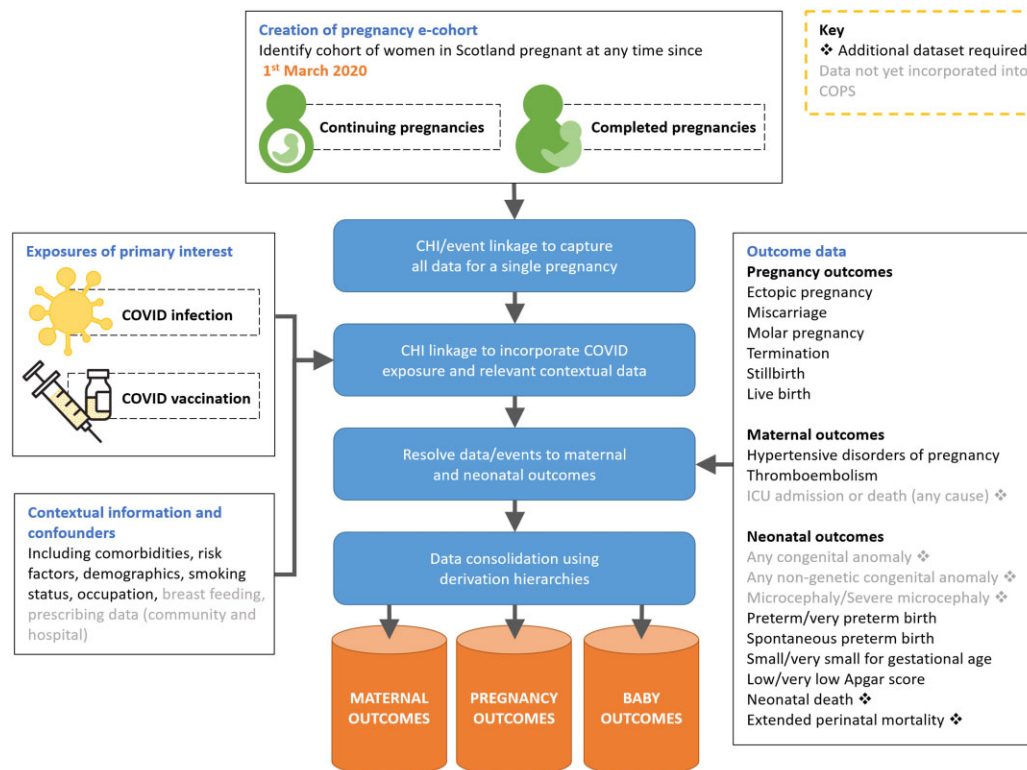 Creation of pregnancy e-cohort
Identify cohort of women in Scotland pregnant at any time since
1st March 2020
Continuing pregnancies
Completed pregnancies
Key
❖ Additional dataset required
Data not yet incorporated into
COPS
CHI/event linkage to capture
all data for a single pregnancy
Exposures of primary interest
COVID infection
COVID vaccination
CHI linkage to incorporate COVID
exposure and relevant contextual data
Resolve data/events to maternal
and neonatal outcomes
Contextual information and
confounders
Including comorbidities, risk
factors, demographics, smoking
status, occupation, breast feeding,
prescribing data (community and
hospital)
Data consolidation using
derivation hierarchies
MATERNAL
OUTCOMES
PREGNANCY
OUTCOMES
BABY
OUTCOMES
Outcome data
Pregnancy outcomes
Ectopic pregnancy
Miscarriage
Molar pregnancy
Termination
Stillbirth
Live birth
Maternal outcomes
Hypertensive disorders of pregnancy
Thromboembolism
ICU admission or death (any cause) ❖
Neonatal outcomes
Any congenital anomaly ❖
Any non-genetic congenital anomaly ❖
Microcephaly/Severe microcephaly ❖
Preterm/very preterm birth
Spontaneous preterm birth
Small/very small for gestational age
Low/very low Apgar score
Neonatal death ❖
Extended perinatal mortality ❖